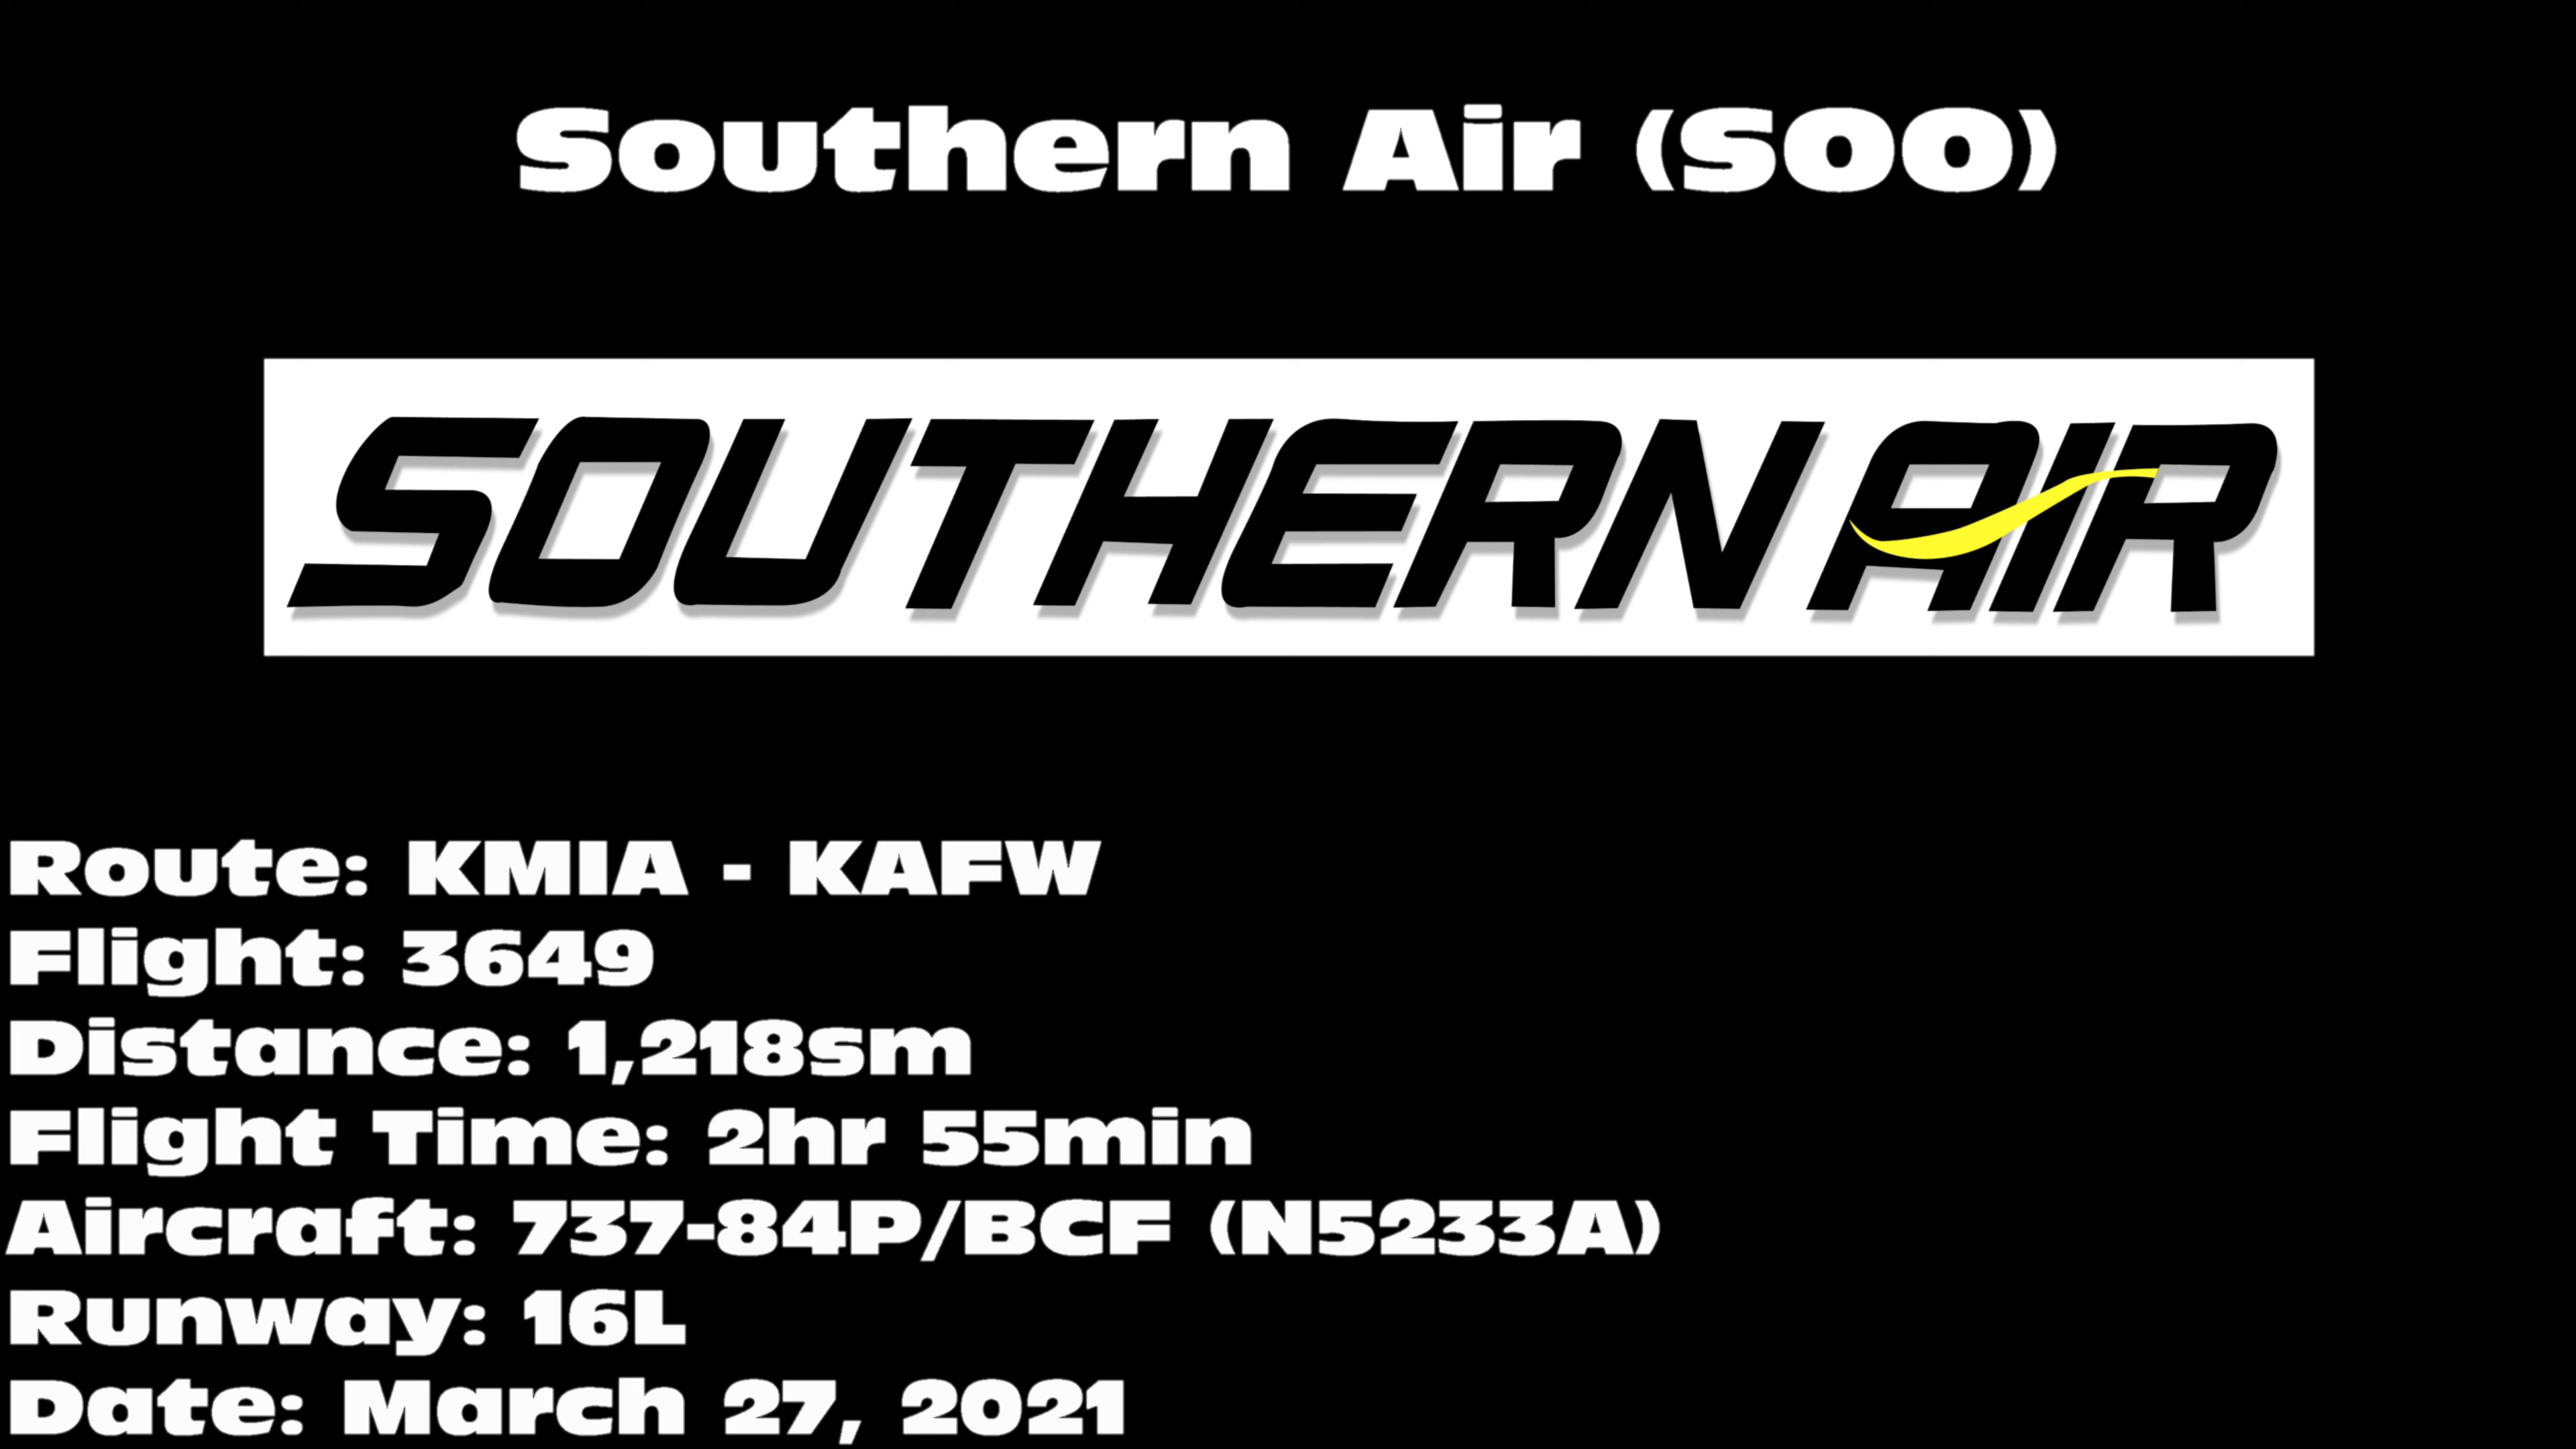 Southern Air (SOO)
SOUTHERN AIR
Route: KMIA - KAFW
Flight: 3649
Distance: 1,218sm
Flight Time: 2hr 55min
Aircraft: 737-84P/BCF (N5233A)
Runway: 16L
Date: March 27, 2021